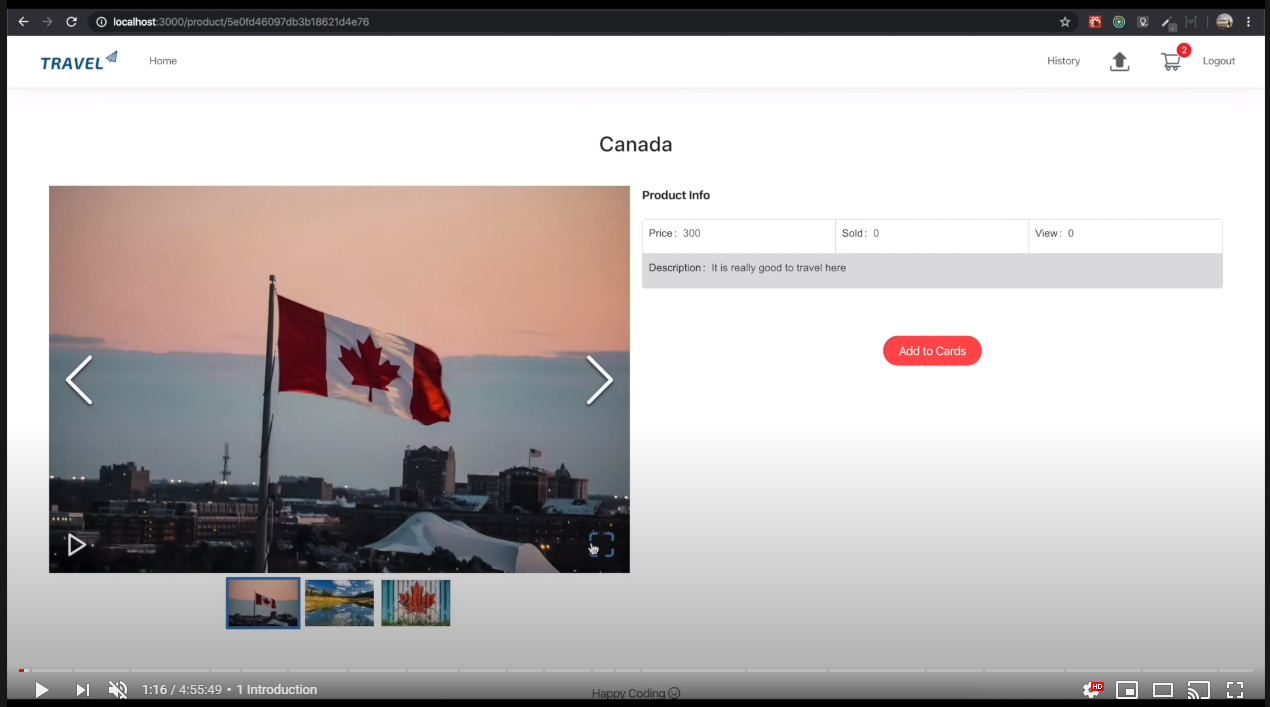 localhost:3000/product/5e0fd46097db3b18621d4e76
TRAVEL
Home
History
2
Logout
Canada
Product Info
Price: 300
Sold: 0
View: 0
Description: It is really good to travel here
Add to Cards
1:16 / 4:55:49 • 1 Introduction
Happy Coding
HD